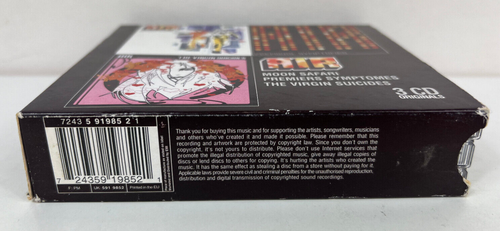 AIR
MOON SAFARI
PREMIERS SYMPTOMES
THE VIRGIN SUICIDES
3 CD
ORIGINALS
7243 5 91985 2 1
7 24359 19852 1
Thank you for buying this music and for supporting the artists, songwriters, musicians
and others who've created it and made it possible. Please remember that this
recording and artwork are protected by copyright law. Since you don't own the
copyright, it's not yours to distribute. Please don't use Internet services that
promote the illegal distribution of copyrighted music, give away illegal copies of
discs or lend discs to others for copying. It's hurting the artists who created the
music. It has the same effect as stealing a disc from a store without paying for it.
Applicable laws provide severe civil and criminal penalties for the unauthorised reproduction,
distribution and digital transmission of copyrighted sound recordings.
F: PM UK: 591 9852 Printed in the EU